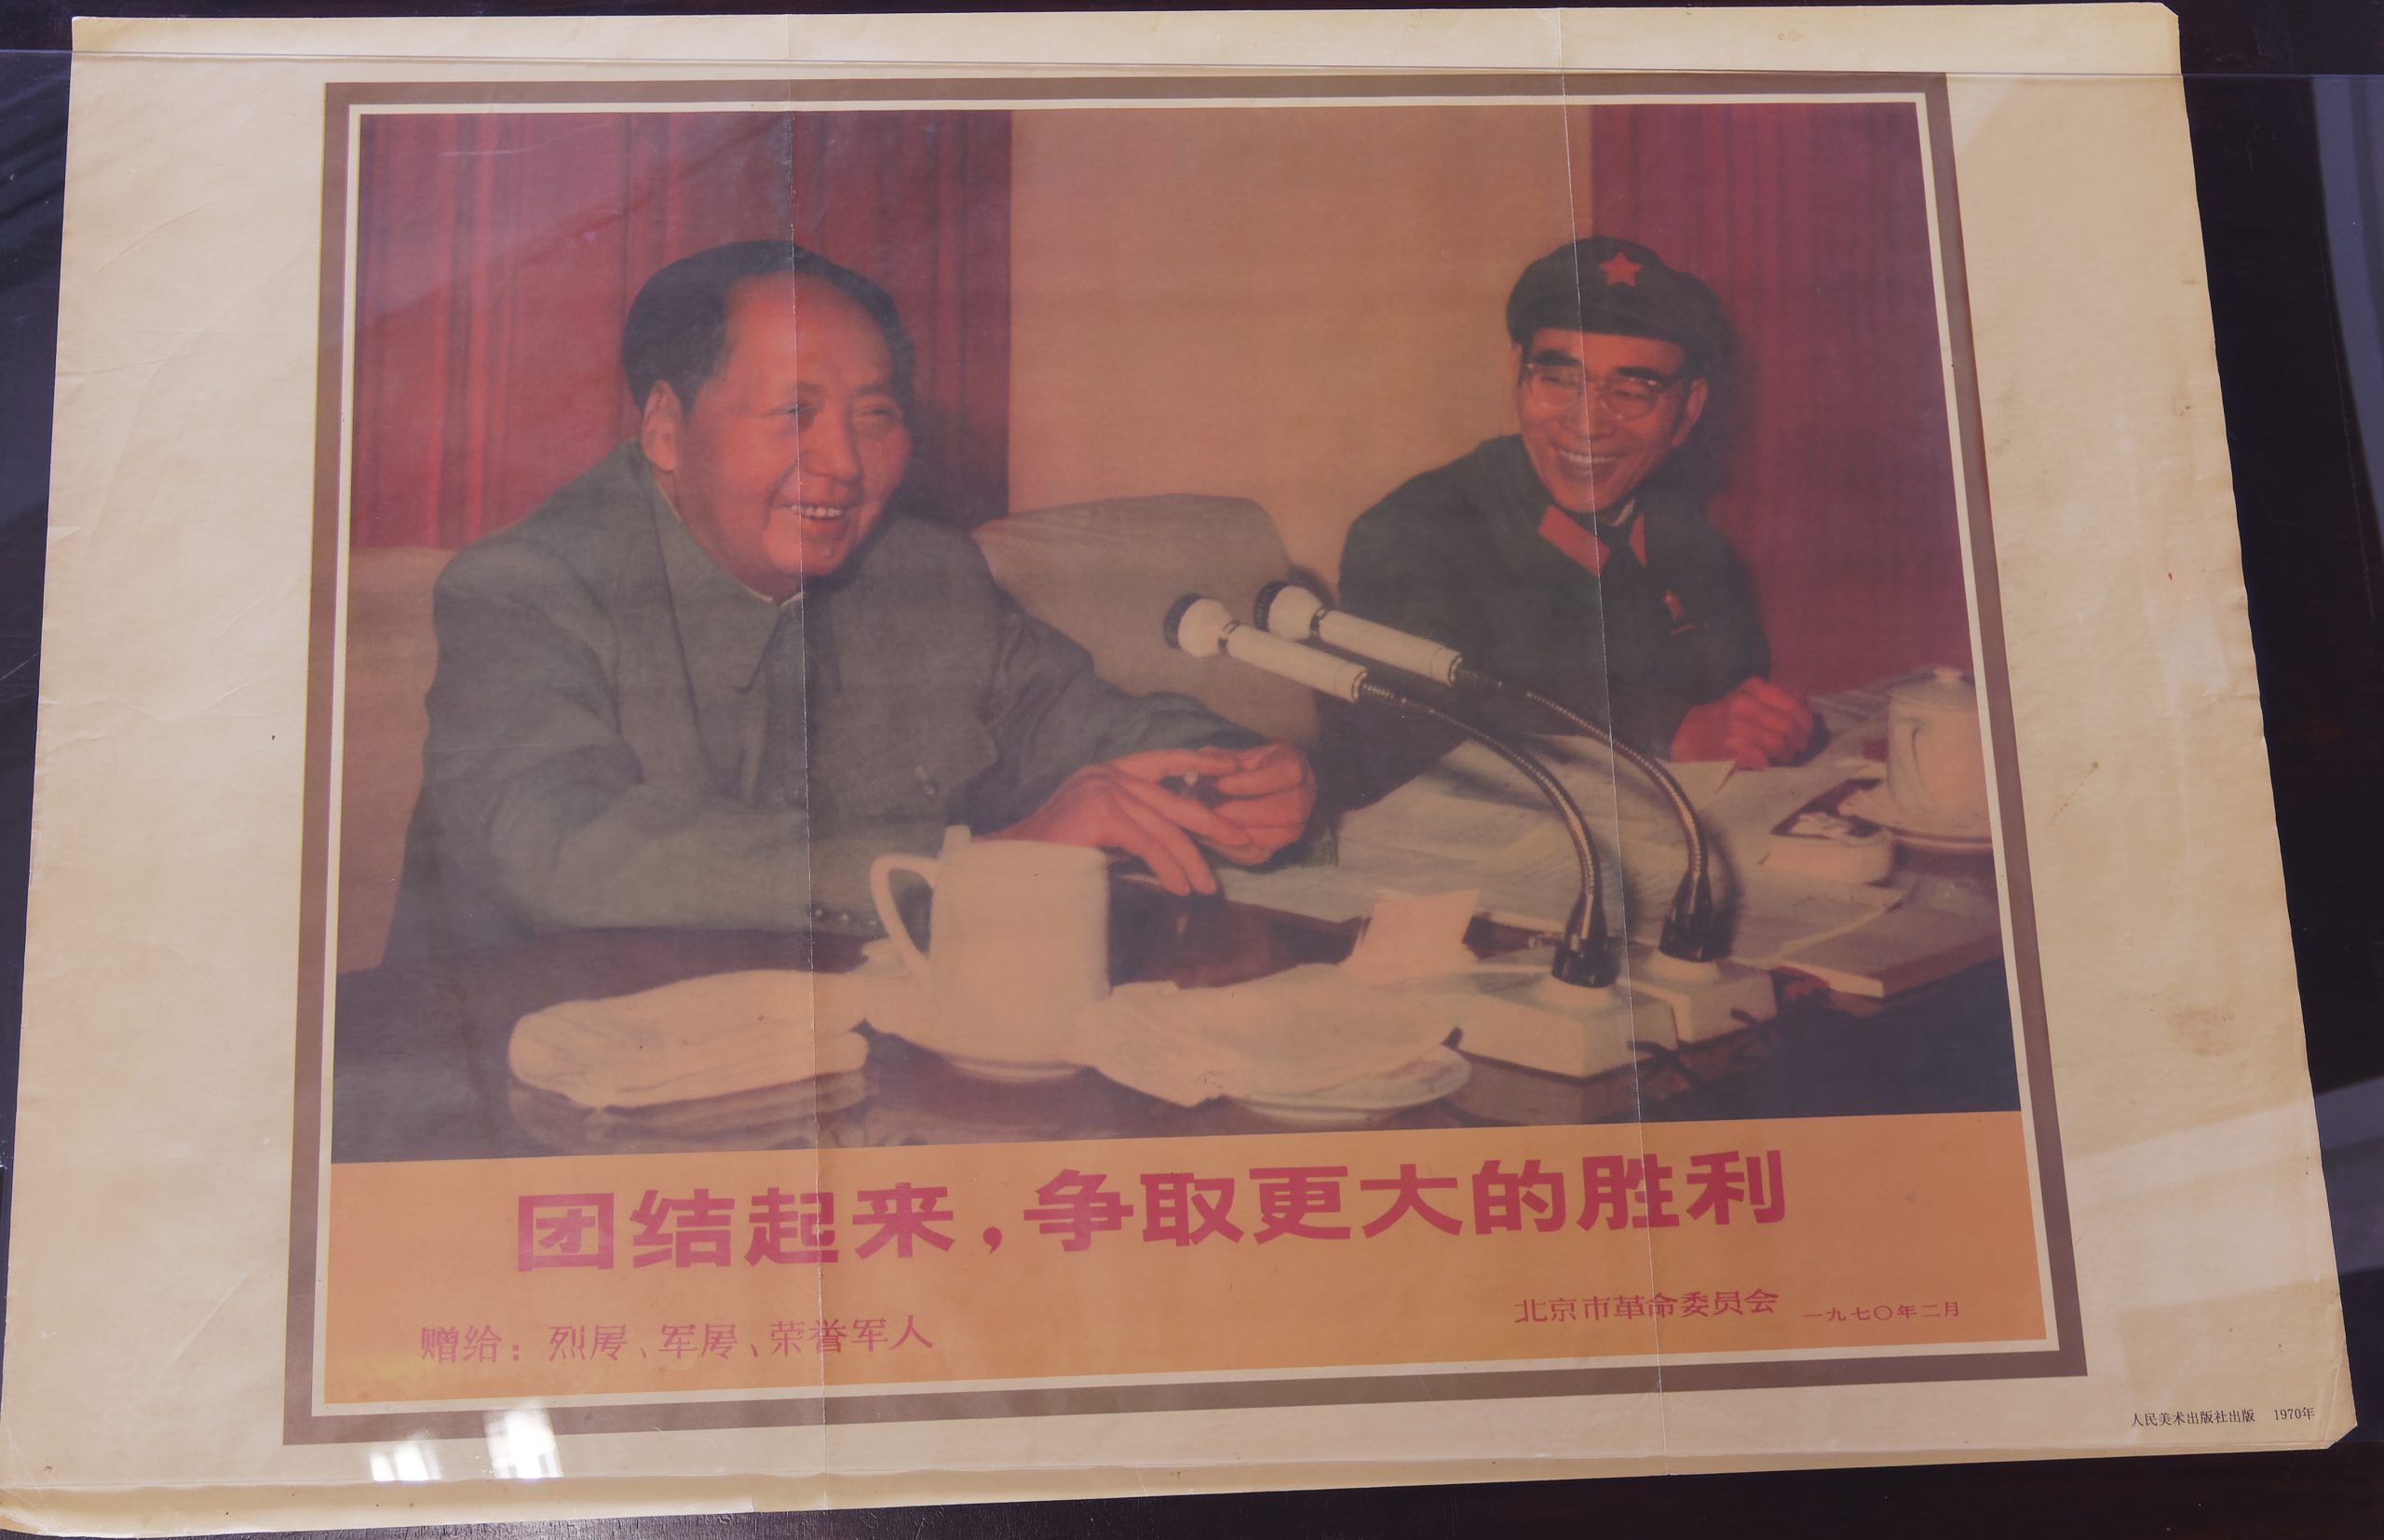 团结起来，争取更大的胜利
赠给：烈属、军属、荣誉军人
北京市革命委员会 一九七〇年二月
人民美术出版社出版 1970年